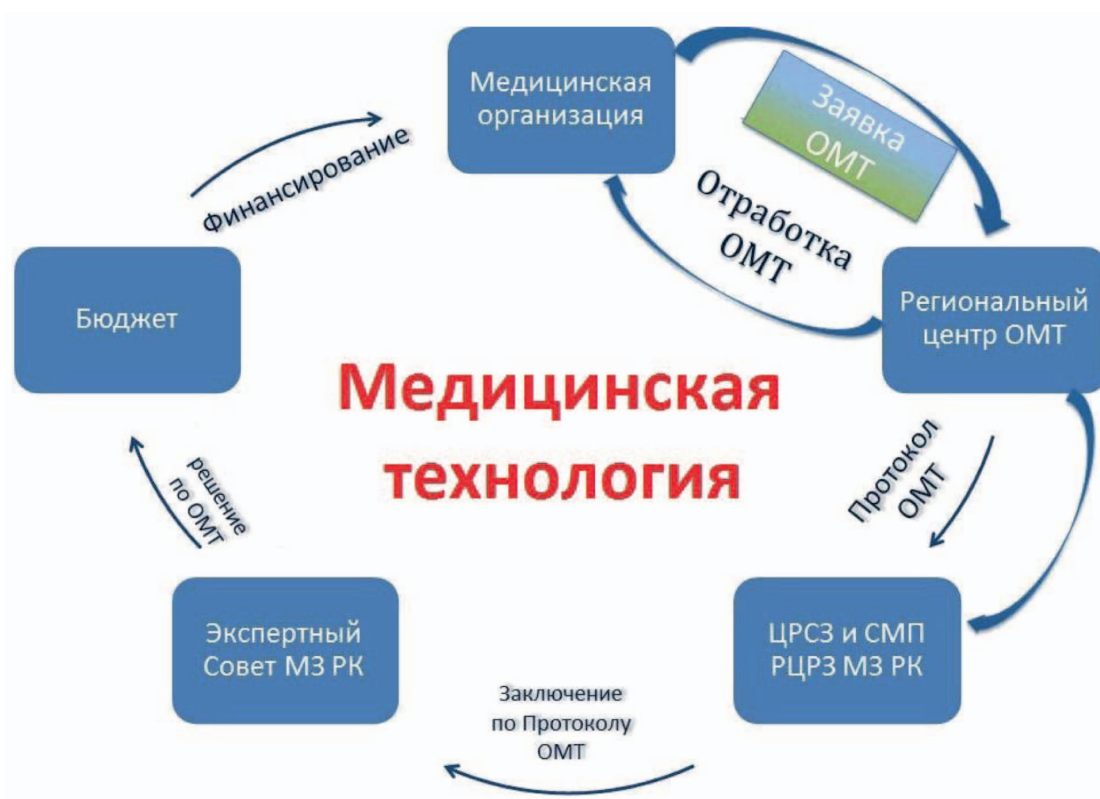 Медицинская
организация
Заявка
ОМТ
Отработка
ОМТ
Финансирование
Бюджет
Региональный
центр ОМТ
Медицинская
технология
Протокол
ОМТ
решение
по ОМТ
Экспертный
Совет МЗ РК
ЦРСЗ и СМП
РЦРЗ МЗ РК
Заключение
по Протоколу
ОМТ